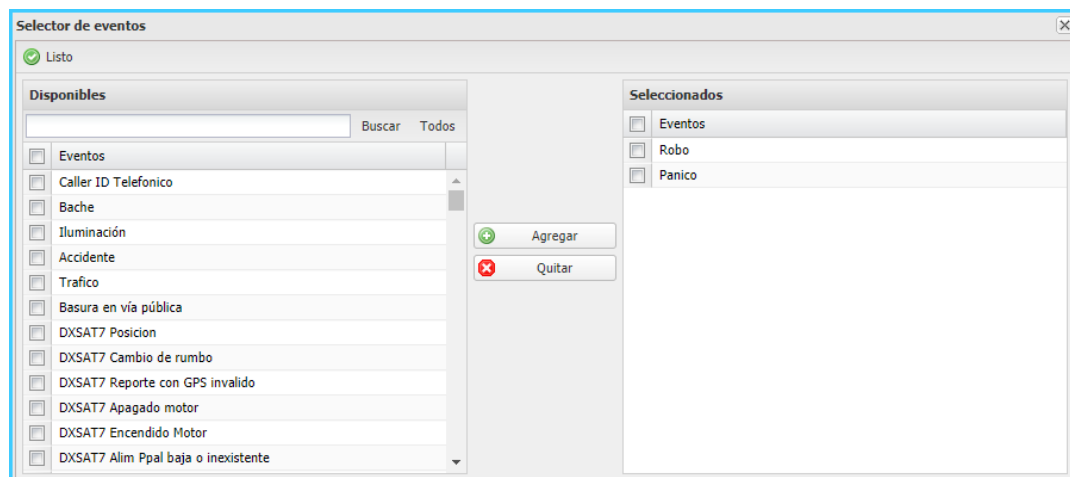 Selector de eventos
Listo
Disponibles
Buscar Todos
Eventos
Caller ID Telefonico
Bache
Iluminación
Accidente
Trafico
Basura en vía pública
DXSAT7 Posicion
DXSAT7 Cambio de rumbo
DXSAT7 Reporte con GPS invalido
DXSAT7 Apagado motor
DXSAT7 Encendido Motor
DXSAT7 Alim Ppal baja o inexistente
Agregar
Quitar
Seleccionados
Eventos
Robo
Panico